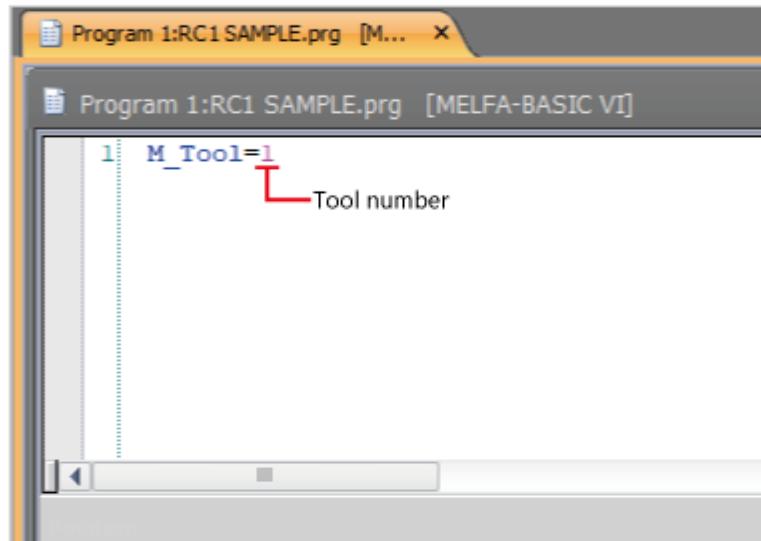 Program 1:RC1 SAMPLE.prg [M...
Program 1:RC1 SAMPLE.prg [MELFA-BASIC VI]
1 M_Tool=1
Tool number